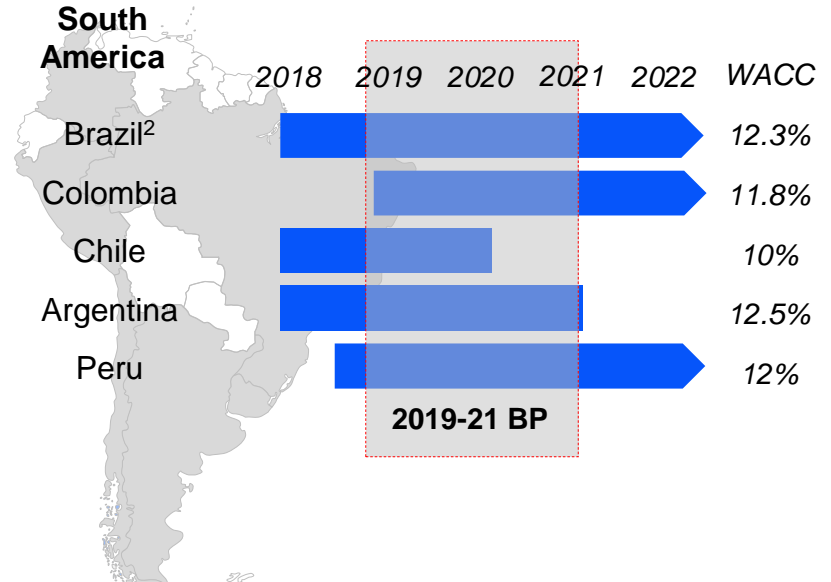 South
America
2018 2019 2020 2021 2022 WACC
Brazil² 12.3%
Colombia 11.8%
Chile 10%
Argentina 12.5%
Peru 12%
2019-21 BP